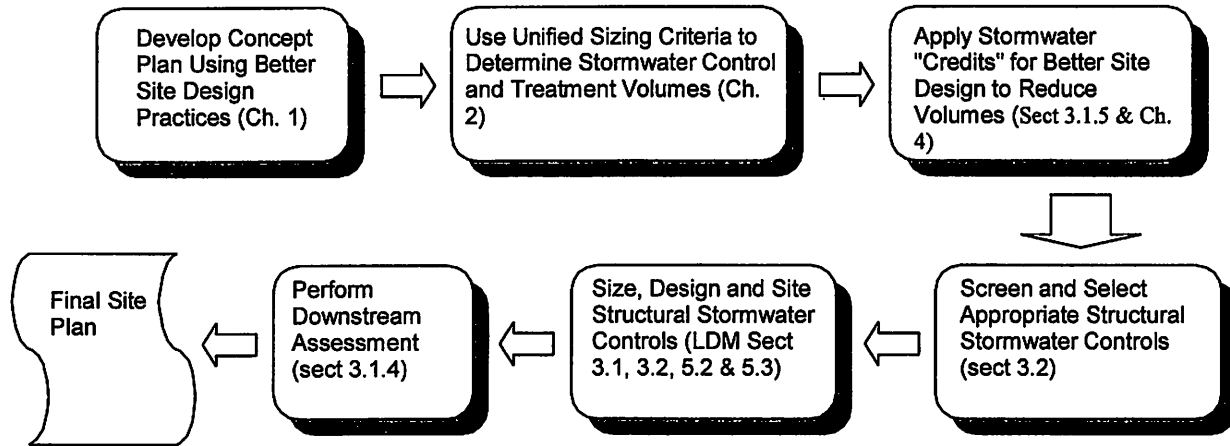 Develop Concept
Plan Using Better
Site Design
Practices (Ch. 1)
Use Unified Sizing Criteria to
Determine Stormwater Control
and Treatment Volumes (Ch.
2)
Apply Stormwater
"Credits" for Better Site
Design to Reduce
Volumes (Sect 3.1.5 & Ch.
4)
Screen and Select
Appropriate Structural
Stormwater Controls
(sect 3.2)
Size, Design and Site
Structural Stormwater
Controls (LDM Sect
3.1, 3.2, 5.2 & 5.3)
Perform
Downstream
Assessment
(sect 3.1.4)
Final Site
Plan